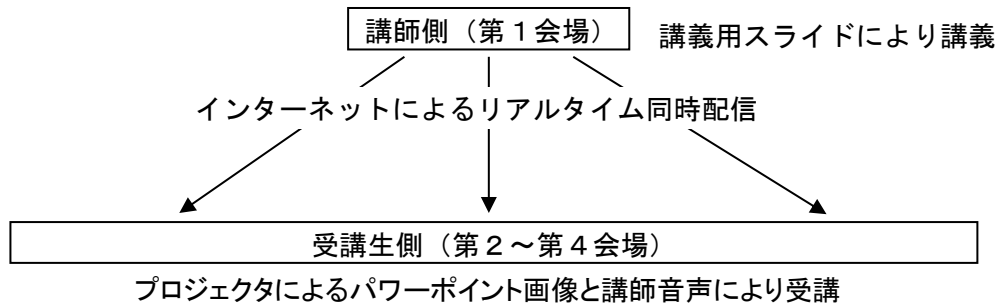 講師側（第１会場）　講義用スライドにより講義
インターネットによるリアルタイム同時配信
受講生側（第２～第４会場）
プロジェクタによるパワーポイント画像と講師音声により受講